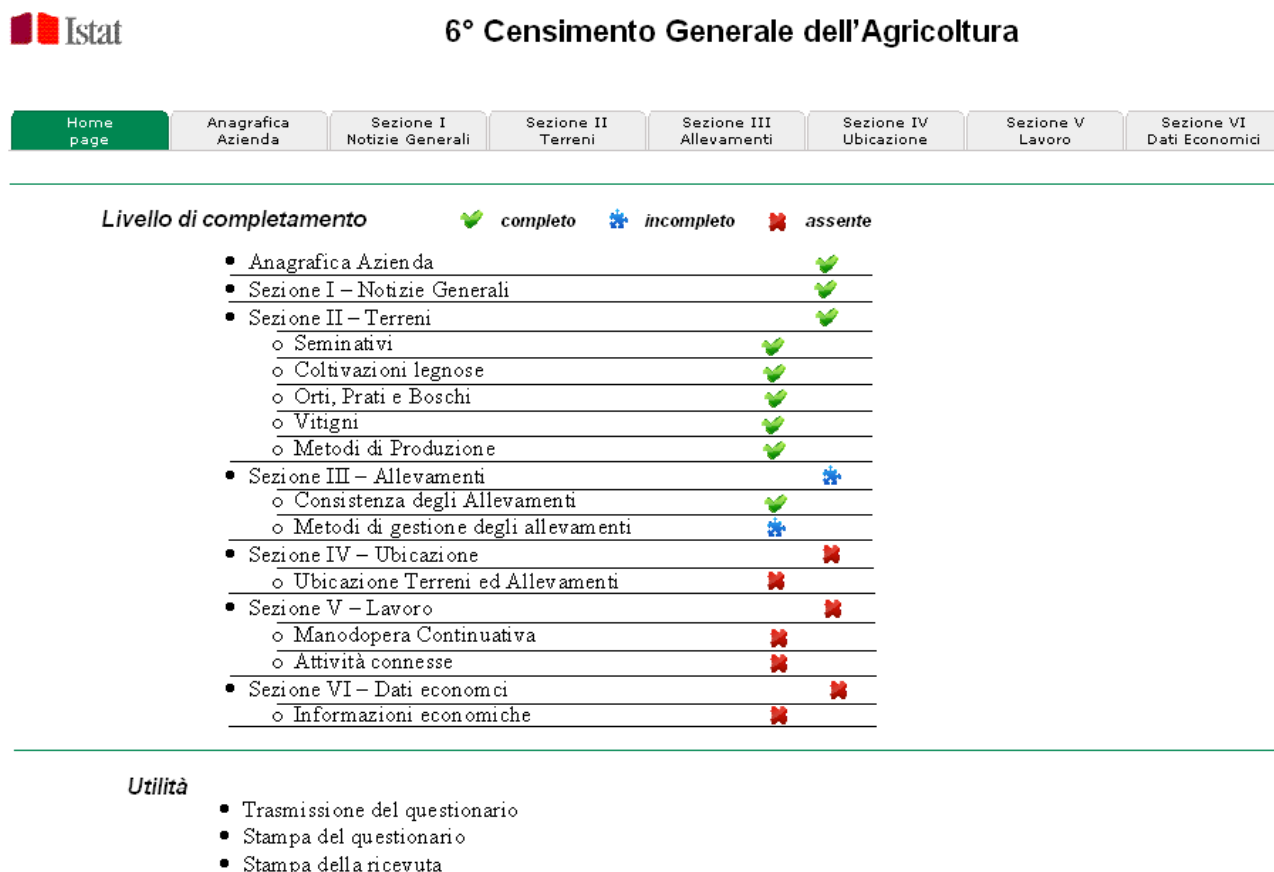 Istat
6° Censimento Generale dell'Agricoltura
Home page
Anagrafica Azienda
Sezione I Notizie Generali
Sezione II Terreni
Sezione III Allevamenti
Sezione IV Ubicazione
Sezione V Lavoro
Sezione VI Dati Economici
Livello di completamento completo incompleto assente
Anagrafica Azienda
Sezione I – Notizie Generali
Sezione II – Terreni
Seminativi
Coltivazioni legnose
Orti, Prati e Boschi
Vitigni
Metodi di Produzione
Sezione III – Allevamenti
Consistenza degli Allevamenti
Metodi di gestione degli allevamenti
Sezione IV – Ubicazione
Ubicazione Terreni ed Allevamenti
Sezione V – Lavoro
Manodopera Continuativa
Attività connesse
Sezione VI – Dati economci
Informazioni economiche
Utilità
Trasmissione del questionario
Stampa del questionario
Stampa della ricevuta